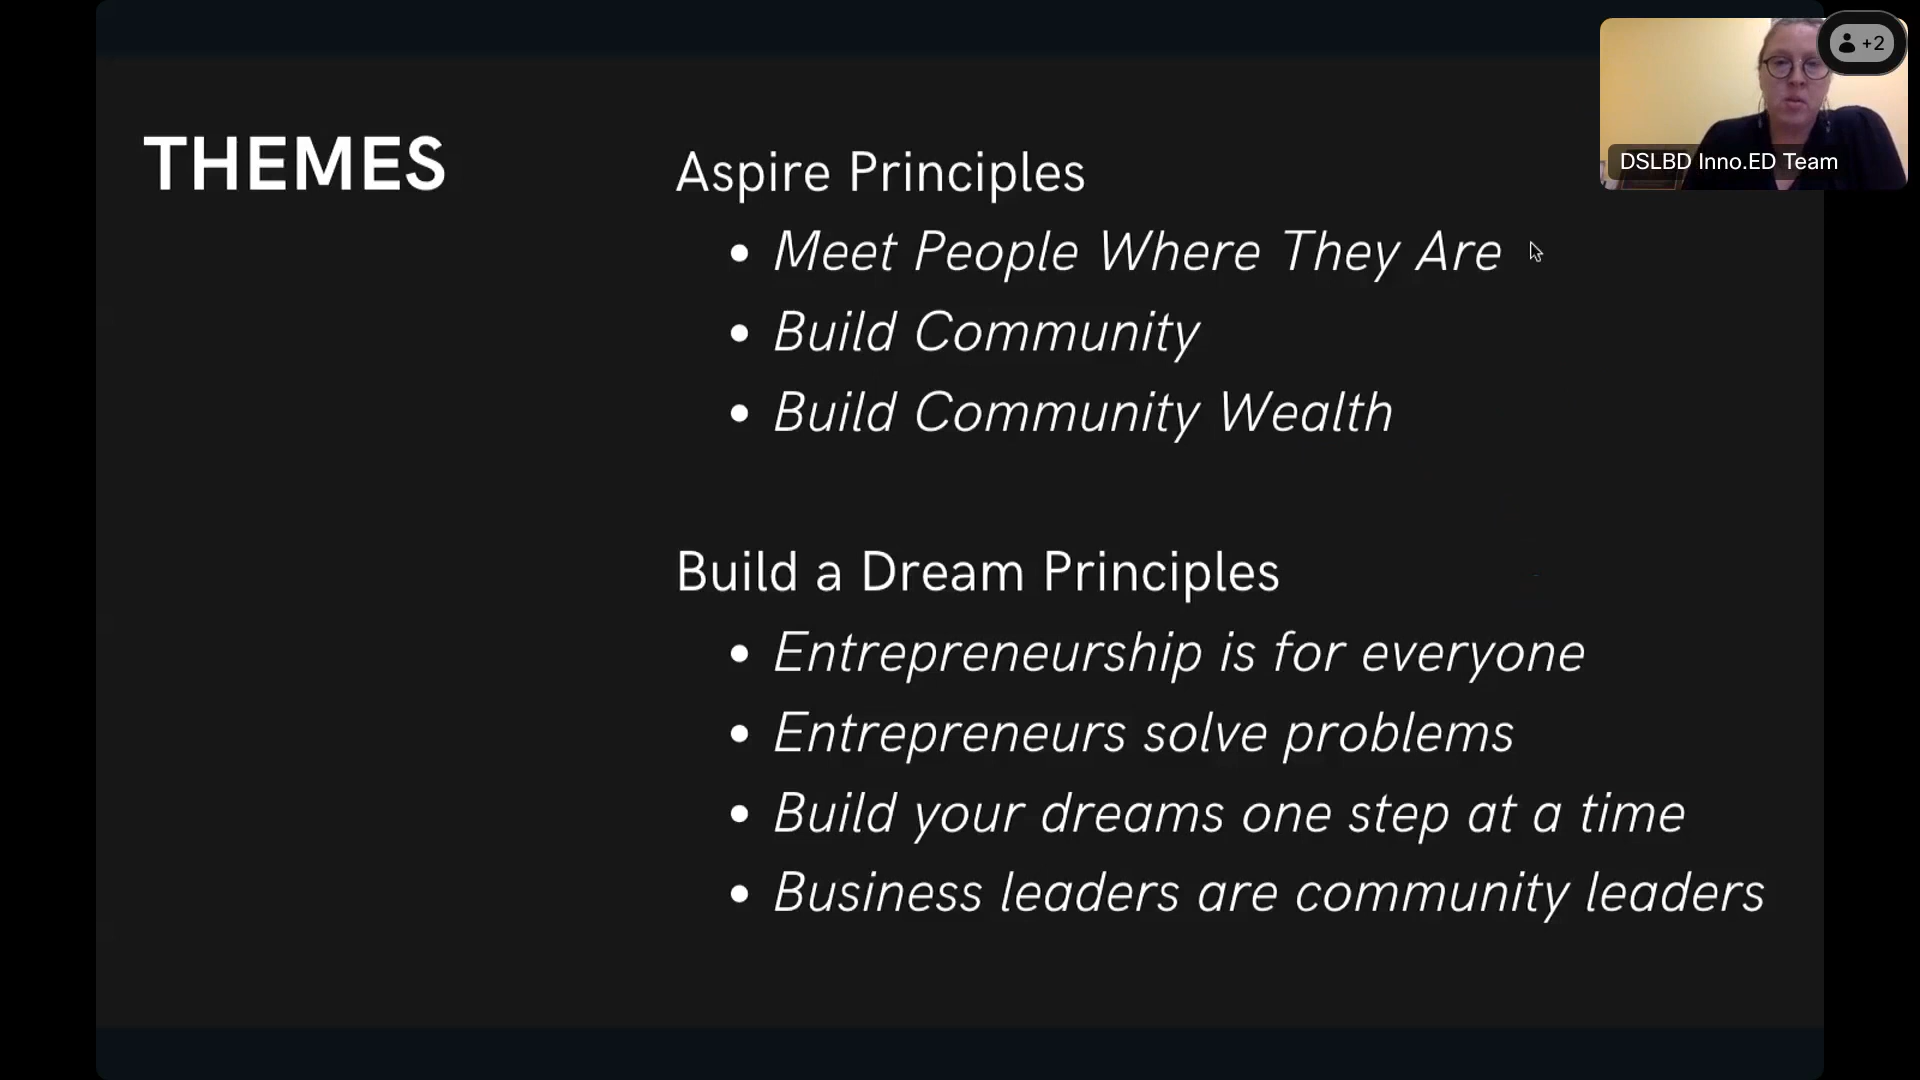 THEMES
Aspire Principles
• Meet People Where They Are
• Build Community
• Build Community Wealth
Build a Dream Principles
• Entrepreneurship is for everyone
• Entrepreneurs solve problems
• Build your dreams one step at a time
• Business leaders are community leaders
+2
DSLBD Inno.ED Team